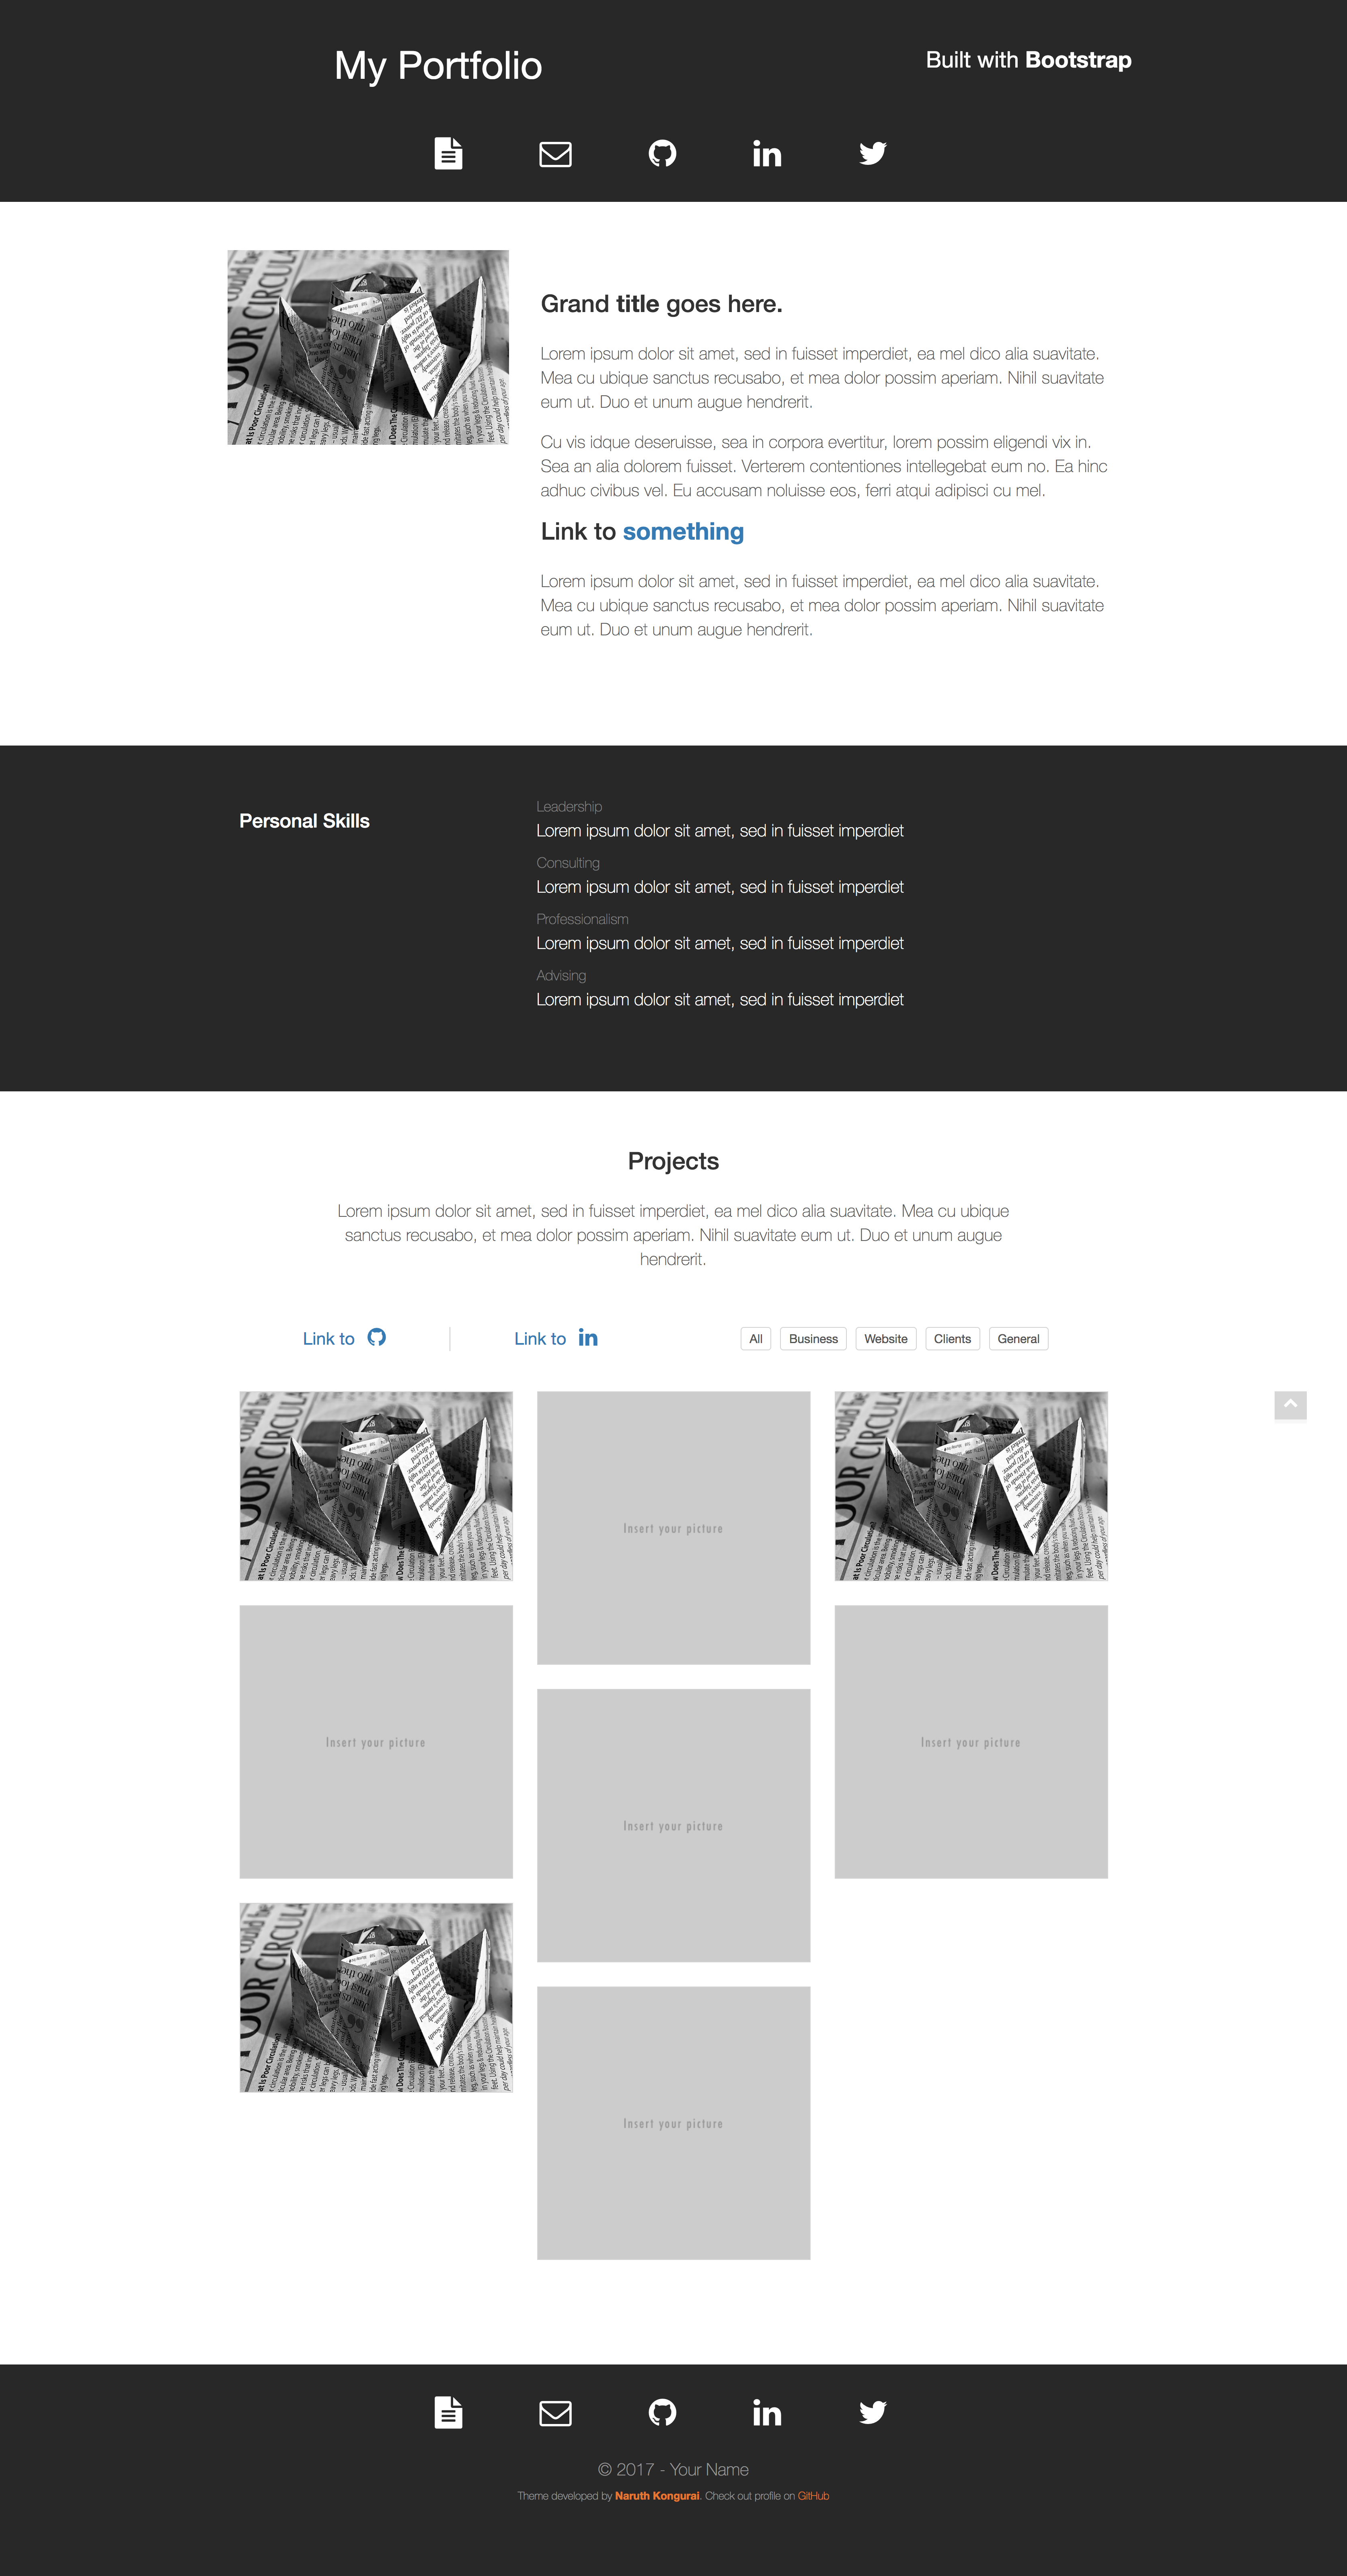 My Portfolio
Built with Bootstrap
Grand title goes here.
Lorem ipsum dolor sit amet, sed in fuisset imperdiet, ea mel dico alia suavitate.
Mea cu ubique sanctus recusabo, et mea dolor possim aperiam. Nihil suavitate
eum ut. Duo et unum augue hendrerit.
Cu vis idque deseruisse, sea in corpora evertitur, lorem possim eligendi vix in.
Sea an alia dolorem fuisset. Verterem contentiones intellegebat eum no. Ea hinc
adhuc civibus vel. Eu accusam noluisse eos, ferri atqui adipisci cu mel.
Link to something
Lorem ipsum dolor sit amet, sed in fuisset imperdiet, ea mel dico alia suavitate.
Mea cu ubique sanctus recusabo, et mea dolor possim aperiam. Nihil suavitate
eum ut. Duo et unum augue hendrerit.
Personal Skills
Leadership
Lorem ipsum dolor sit amet, sed in fuisset imperdiet
Consulting
Lorem ipsum dolor sit amet, sed in fuisset imperdiet
Professionalism
Lorem ipsum dolor sit amet, sed in fuisset imperdiet
Advising
Lorem ipsum dolor sit amet, sed in fuisset imperdiet
Projects
Lorem ipsum dolor sit amet, sed in fuisset imperdiet, ea mel dico alia suavitate. Mea cu ubique
sanctus recusabo, et mea dolor possim aperiam. Nihil suavitate eum ut. Duo et unum augue
hendrerit.
Link to
Link to
All
Business
Website
Clients
General
Insert your picture
Insert your picture
Insert your picture
Insert your picture
Insert your picture
© 2017 - Your Name
Theme developed by Naruth Kongurai. Check out profile on GitHub